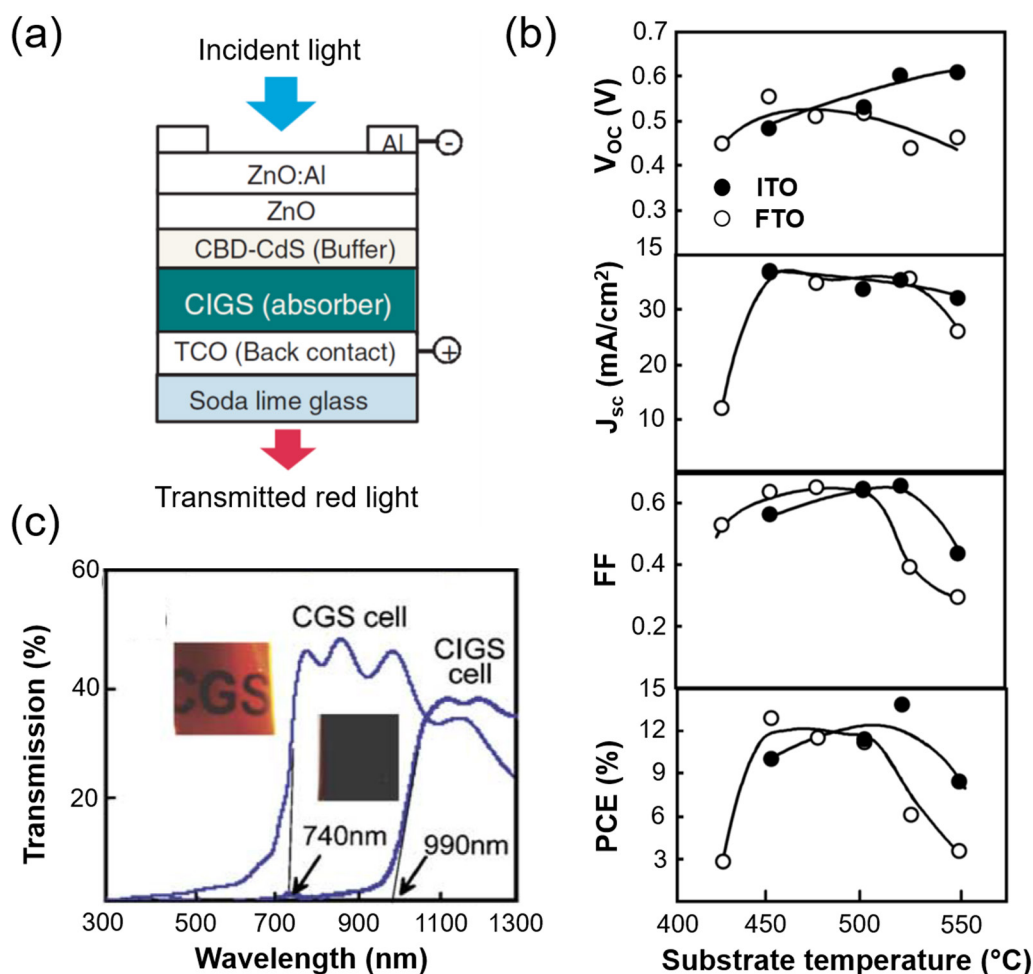 (a)
Incident light
Al
-
ZnO:Al
ZnO
CBD-CdS (Buffer)
CIGS (absorber)
TCO (Back contact)
+
Soda lime glass
Transmitted red light
(b)
0.7
0.6
0.5
0.4
0.3
15
V_OC (V)
ITO
FTO
30
20
10
J_sc (mA/cm²)
0.6
0.4
0.2
15
FF
12
9
6
3
PCE (%)
400
450
500
550
Substrate temperature (°C)
(c)
60
40
20
Transmission (%)
CGS cell
CIGS
cell
CGS
740nm
990nm
300
500
700
900
1100
1300
Wavelength (nm)